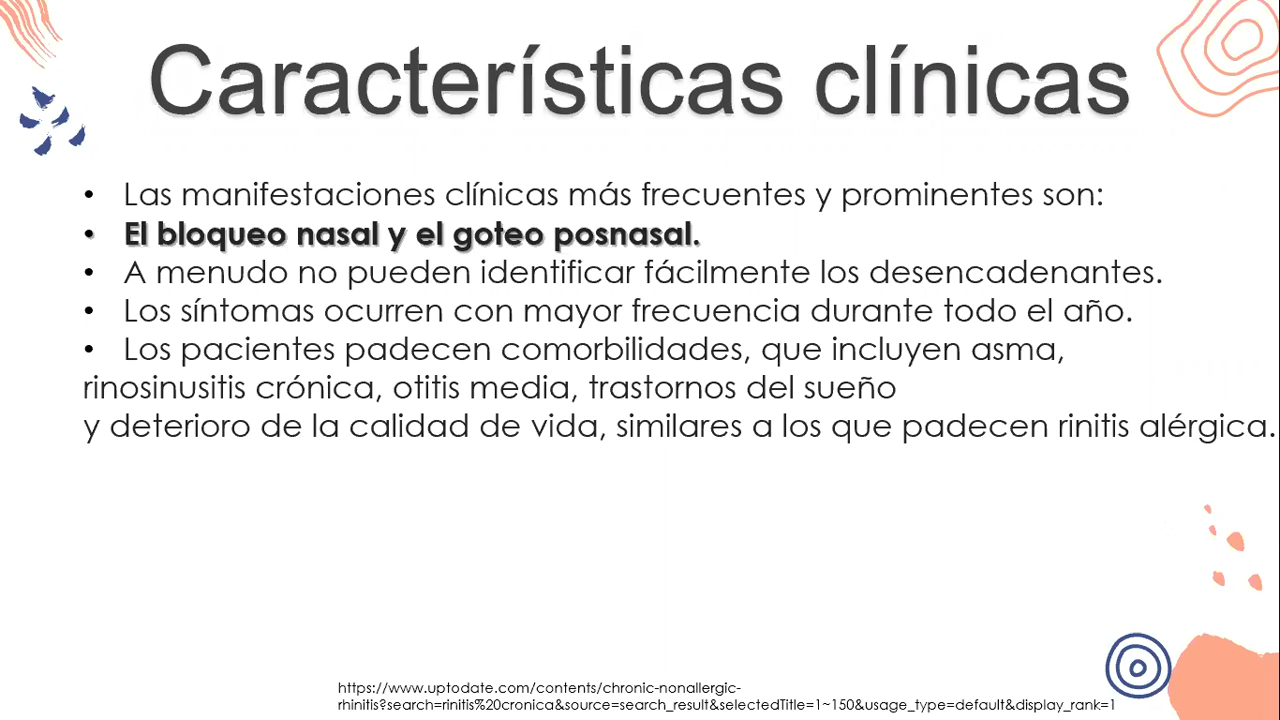 Características clínicas
• Las manifestaciones clínicas más frecuentes y prominentes son:
• El bloqueo nasal y el goteo posnasal.
• A menudo no pueden identificar fácilmente los desencadenantes.
• Los síntomas ocurren con mayor frecuencia durante todo el año.
• Los pacientes padecen comorbilidades, que incluyen asma,
rinosinusitis crónica, otitis media, trastornos del sueño
y deterioro de la calidad de vida, similares a los que padecen rinitis alérgica.
https://www.uptodate.com/contents/chronic-nonallergic-
rhinitis?search=rinitis%20cronica&source=search_result&selectedTitle=1~150&usage_type=default&display_rank=1